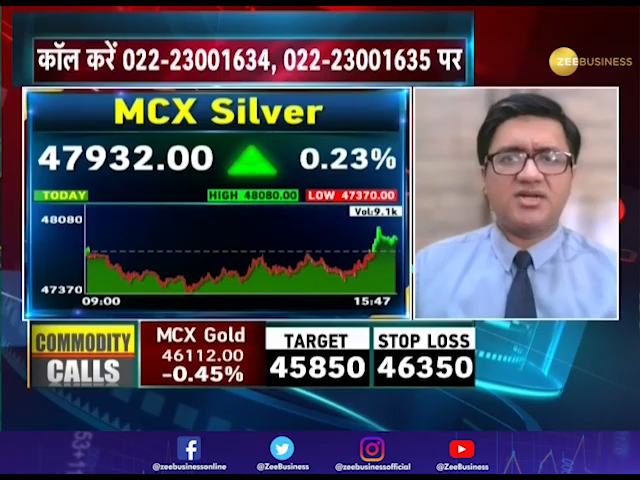 कॉल करें 022-23001634, 022-23001635 पर
ZEEBUSINESS
MCX Silver
47932.00 0.23%
TODAY HIGH 48080.00 LOW 47370.00
Vol:9.1k
48080
47370
09:00 15:47
COMMODITY CALLS
MCX Gold
46112.00
-0.45%
TARGET
45850
STOP LOSS
46350
@zeebusinessonline @ZeeBusiness @zeebusinessofficial @ZeeBusiness